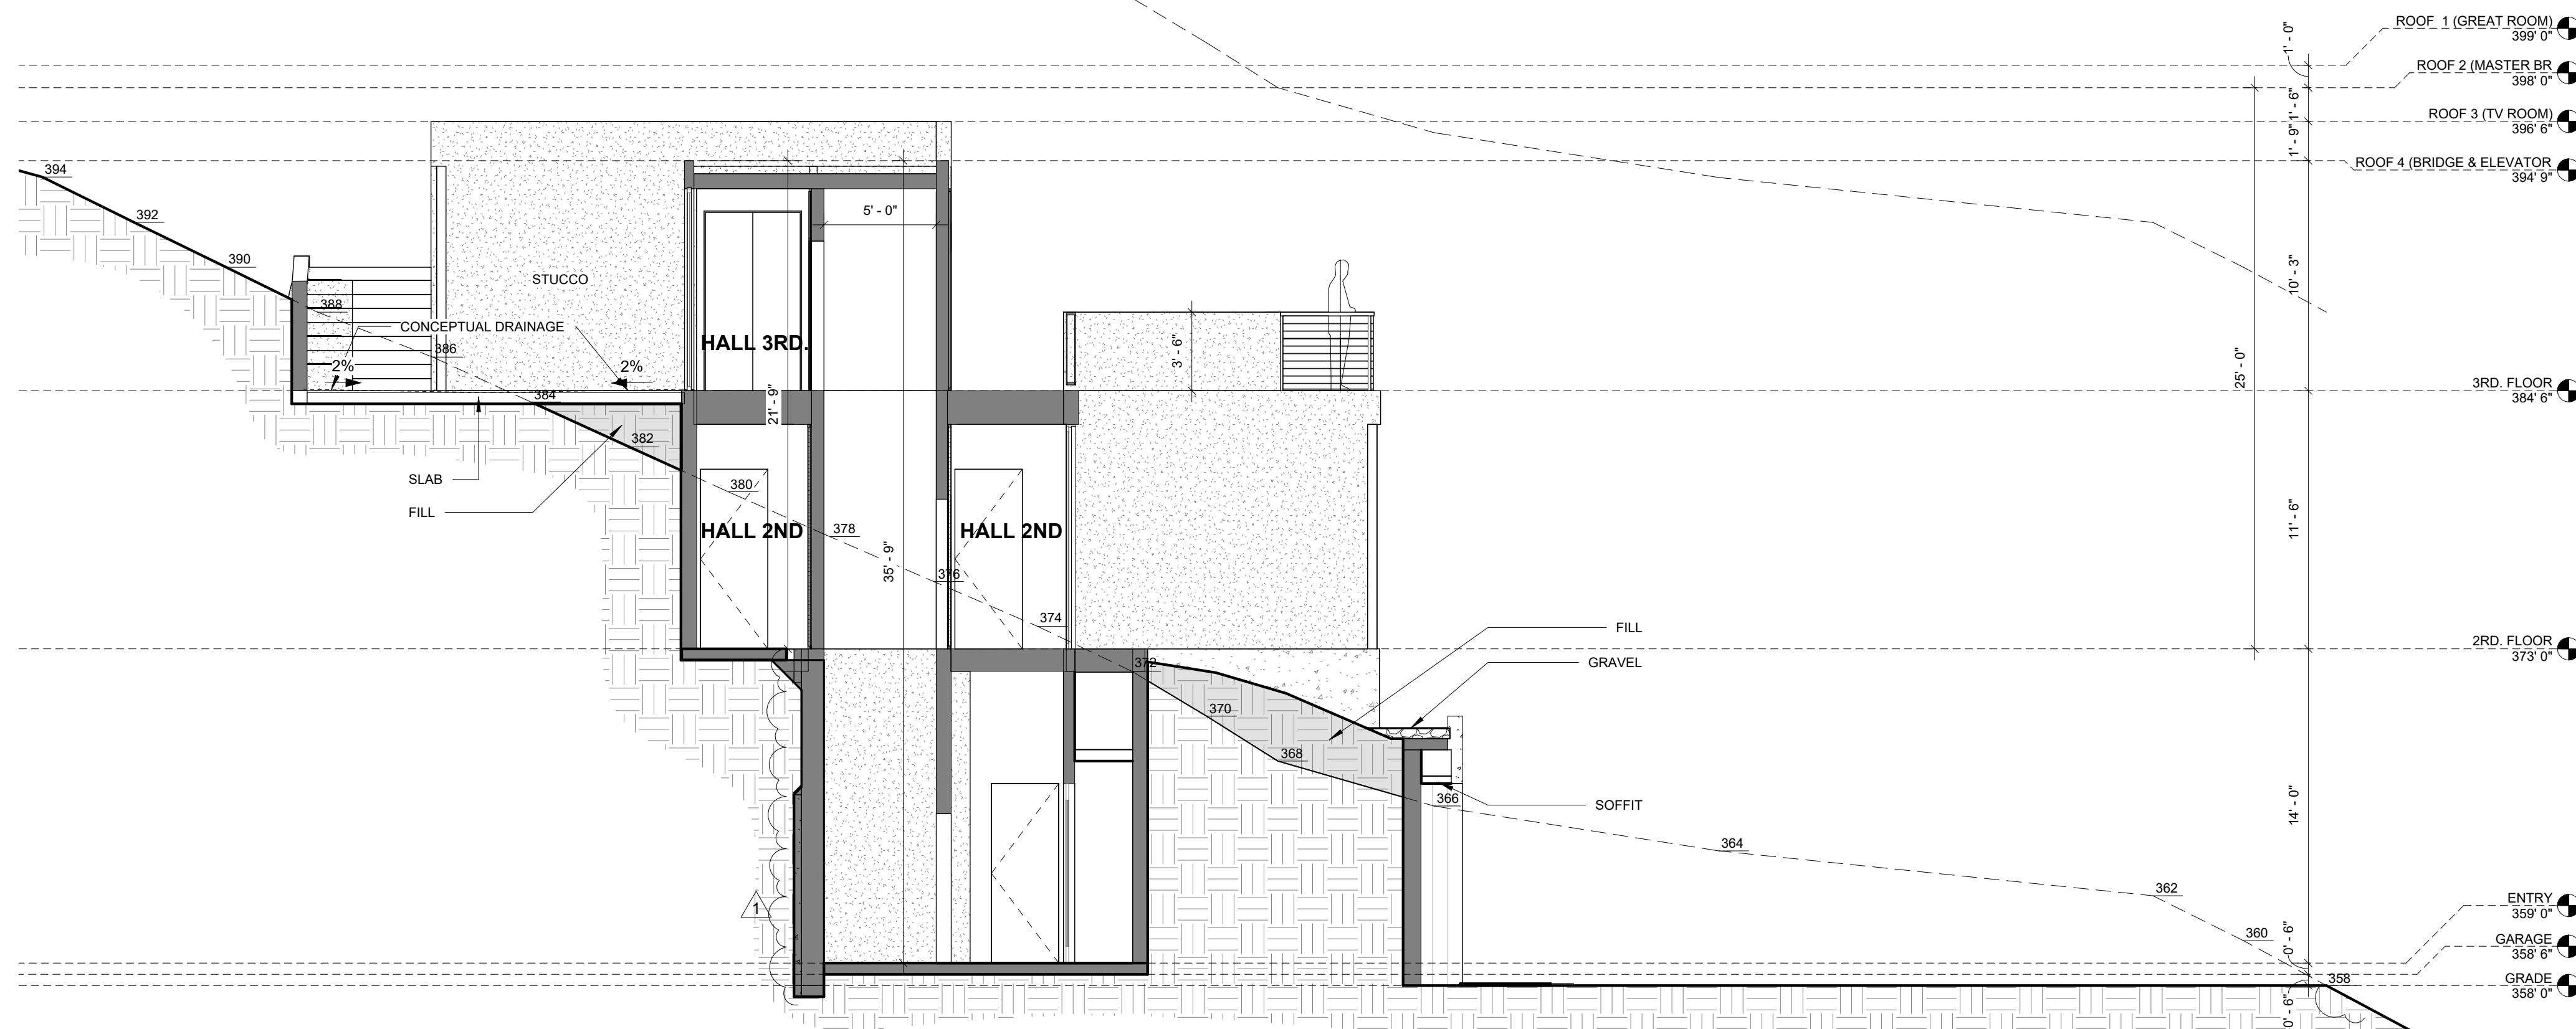 ROOF 1 (GREAT ROOM)
399' 0"
1' - 0"
ROOF 2 (MASTER BR
398' 0"
1' - 6"
ROOF 3 (TV ROOM)
396' 6"
1' - 9"
ROOF 4 (BRIDGE & ELEVATOR
394' 9"
394
392
390
388
386
384
382
380
378
376
374
372
370
368
366
364
362
360
358
5' - 0"
STUCCO
CONCEPTUAL DRAINAGE
2%
2%
HALL 3RD.
10' - 3"
3' - 6"
25' - 0"
21' - 9"
3RD. FLOOR
384' 6"
SLAB
FILL
HALL 2ND
HALL 2ND
35' - 9"
11' - 6"
FILL
GRAVEL
2RD. FLOOR
373' 0"
SOFFIT
14' - 0"
1
ENTRY
359' 0"
0' - 6"
GARAGE
358' 6"
GRADE
358' 0"
0' - 6"